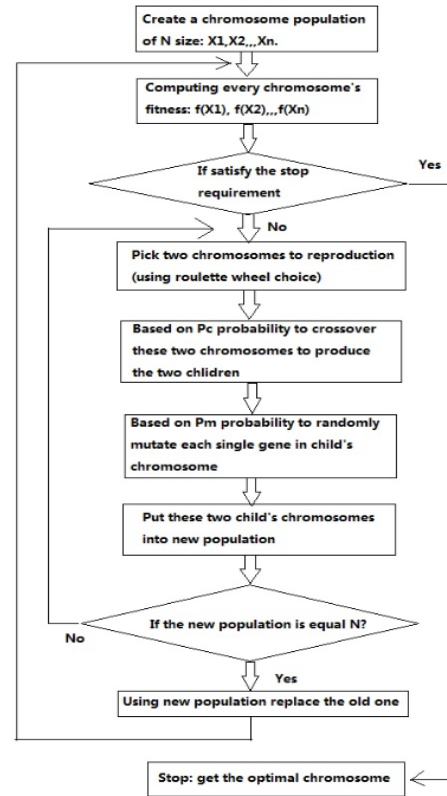 Create a chromosome population
of N size: X1,X2,,,Xn.
Computing every chromosome's
fitness: f(X1), f(X2),,,f(Xn)
If satisfy the stop
requirement
Yes
No
Pick two chromosomes to reproduction
(using roulette wheel choice)
Based on Pc probability to crossover
these two chromosomes to produce
the two chlidren
Based on Pm probability to randomly
mutate each single gene in child's
chromosome
Put these two child's chromosomes
into new population
If the new population is equal N?
No
Yes
Using new population replace the old one
Stop: get the optimal chromosome